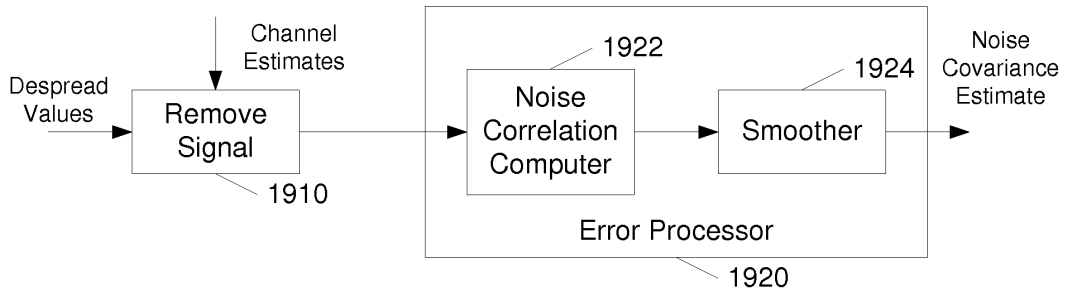 Despread
Values
Channel
Estimates
Remove
Signal
1910
1922
Noise
Correlation
Computer
1924
Smoother
Error Processor
1920
Noise
Covariance
Estimate